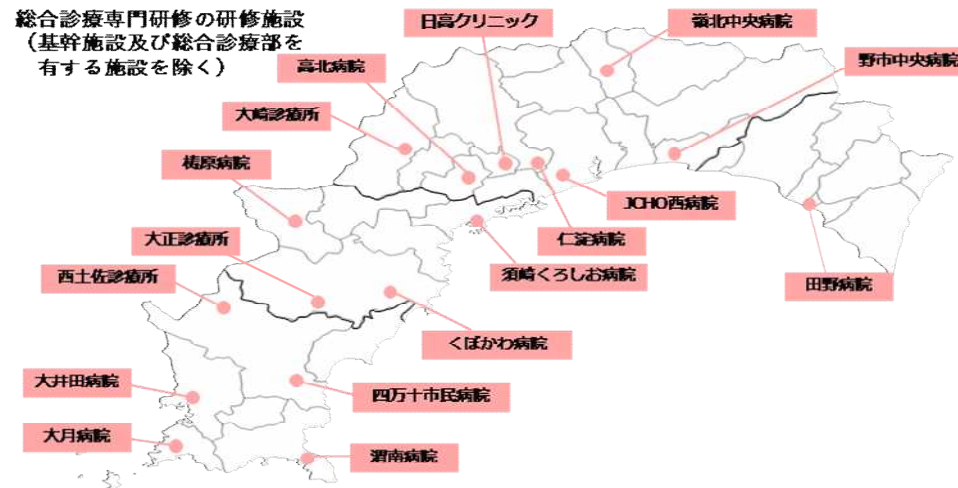 総合診療専門研修の研修施設
（基幹施設及び総合診療部を
有する施設を除く）
日高クリニック
嶺北中央病院
野市中央病院
高北病院
大崎診療所
梼原病院
JCHO西病院
大正診療所
仁淀病院
西土佐診療所
須崎くろしお病院
田野病院
くぼかわ病院
大井田病院
四万十市民病院
大月病院
渭南病院